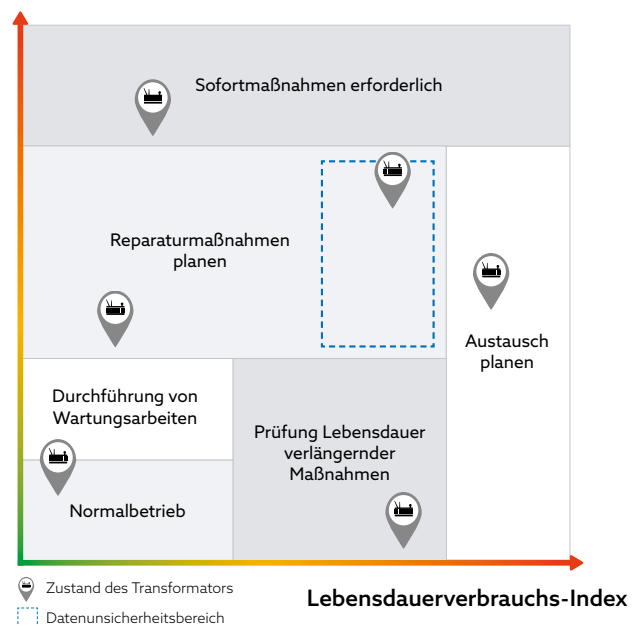 Sofortmaßnahmen erforderlich
Reparaturmaßnahmen
planen
Austausch
planen
Durchführung von
Wartungsarbeiten
Prüfung Lebensdauer
verlängernder
Maßnahmen
Normalbetrieb
Zustand des Transformators
Lebensdauerverbrauchs-Index
Datenunsicherheitsbereich